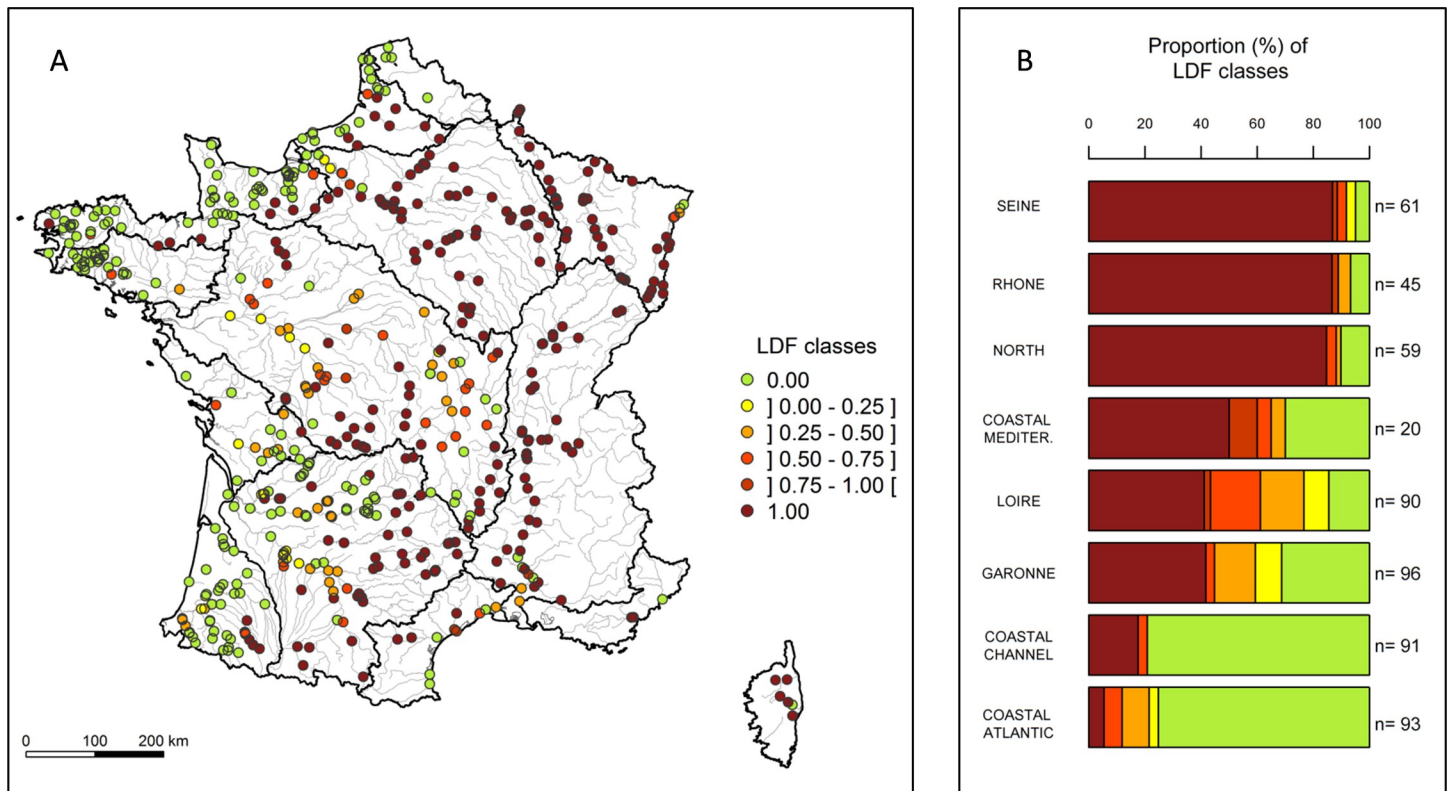 A
LDF classes
0.00
] 0.00 - 0.25 ]
] 0.25 - 0.50 ]
] 0.50 - 0.75 ]
] 0.75 - 1.00 [
1.00
0 100 200 km
B
Proportion (%) of
LDF classes
0 20 40 60 80 100
SEINE n= 61
RHONE n= 45
NORTH n= 59
COASTAL
MEDITER. n= 20
LOIRE n= 90
GARONNE n= 96
COASTAL
CHANNEL n= 91
COASTAL
ATLANTIC n= 93